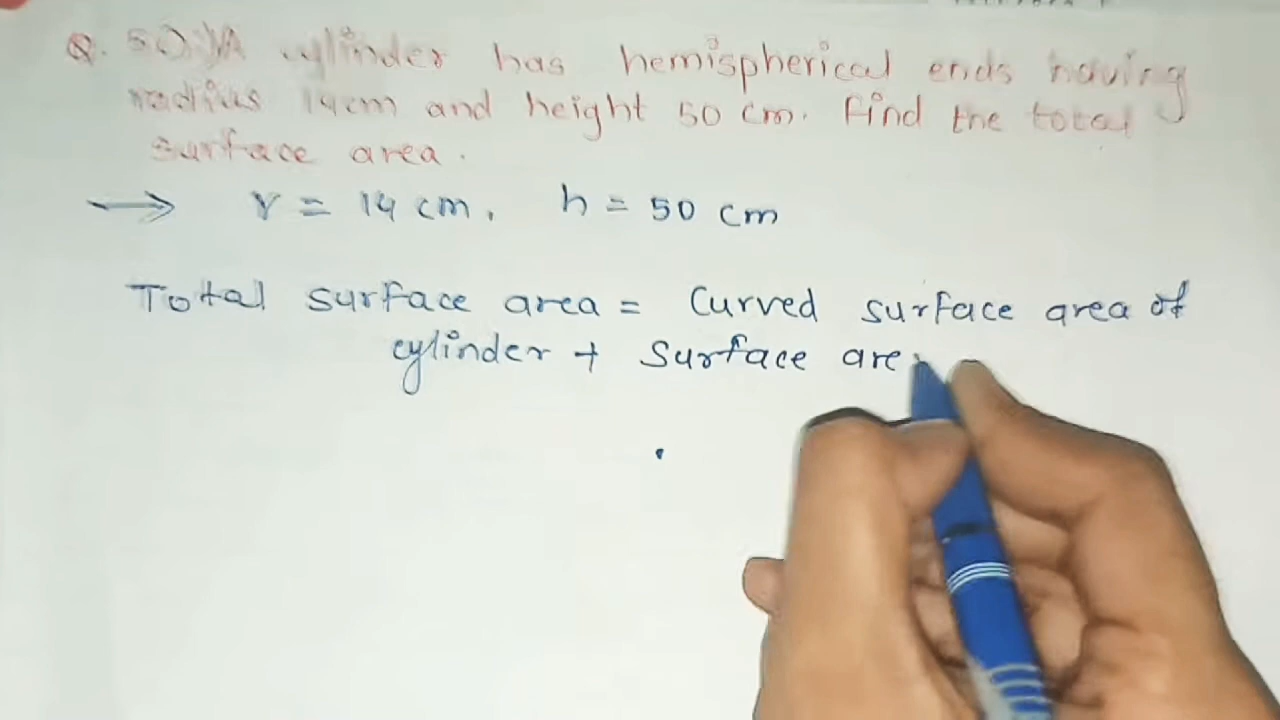 Q. 50) A cylinder has hemispherical ends having
radius 14cm and height 50 cm. Find the total
surface area.
→ r = 14 cm, h = 50 cm
Total surface area = Curved surface area of
cylinder + Surface are